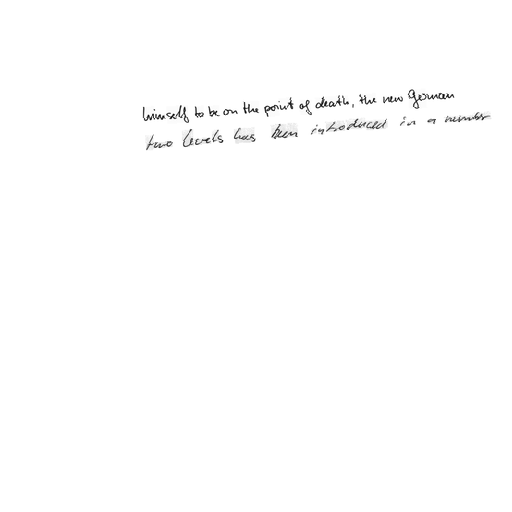 himself to be on the point of death, the new German
two levels has been introduced in a number